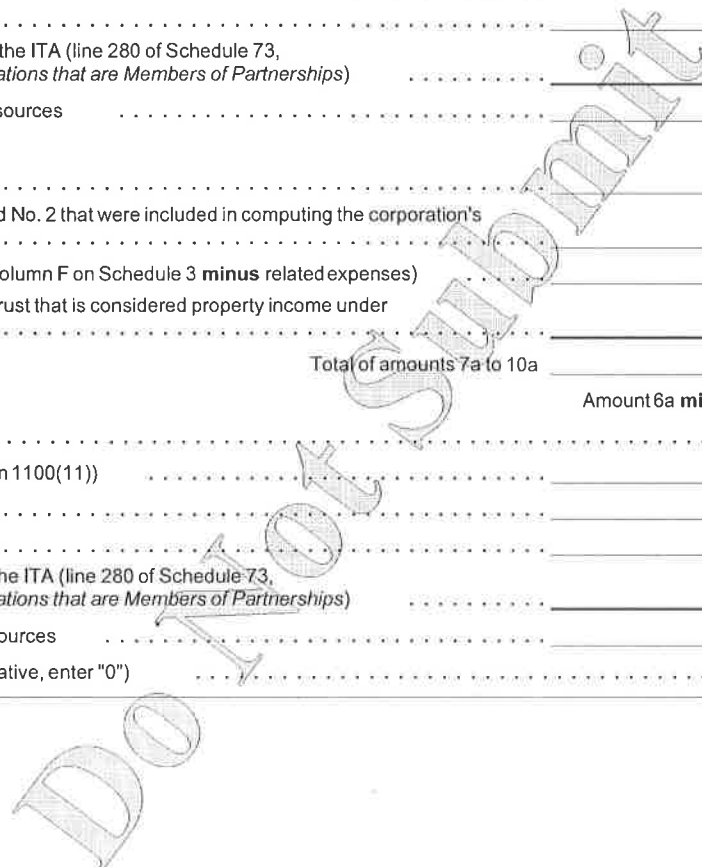 the ITA (line 280 of Schedule 73,
ations that are Members of Partnerships)
sources
d No. 2 that were included in computing the corporation's
olumn F on Schedule 3 minus related expenses)
rust that is considered property income under
Total of amounts 7a to 10a
Amount 6a mi
n 1100(11))
he ITA (line 280 of Schedule 73,
ations that are Members of Partnerships)
ources
ative, enter "0")
Do Not Submit